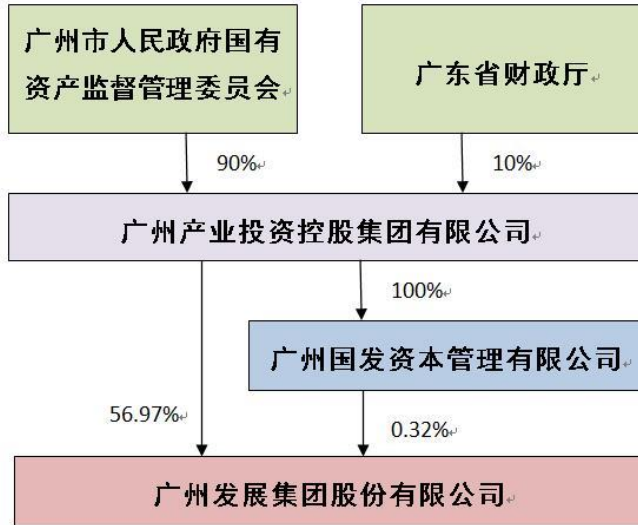 广州市人民政府国有
资产监督管理委员会
广东省财政厅
90%
10%
广州产业投资控股集团有限公司
100%
广州国发资本管理有限公司
56.97%
0.32%
广州发展集团股份有限公司